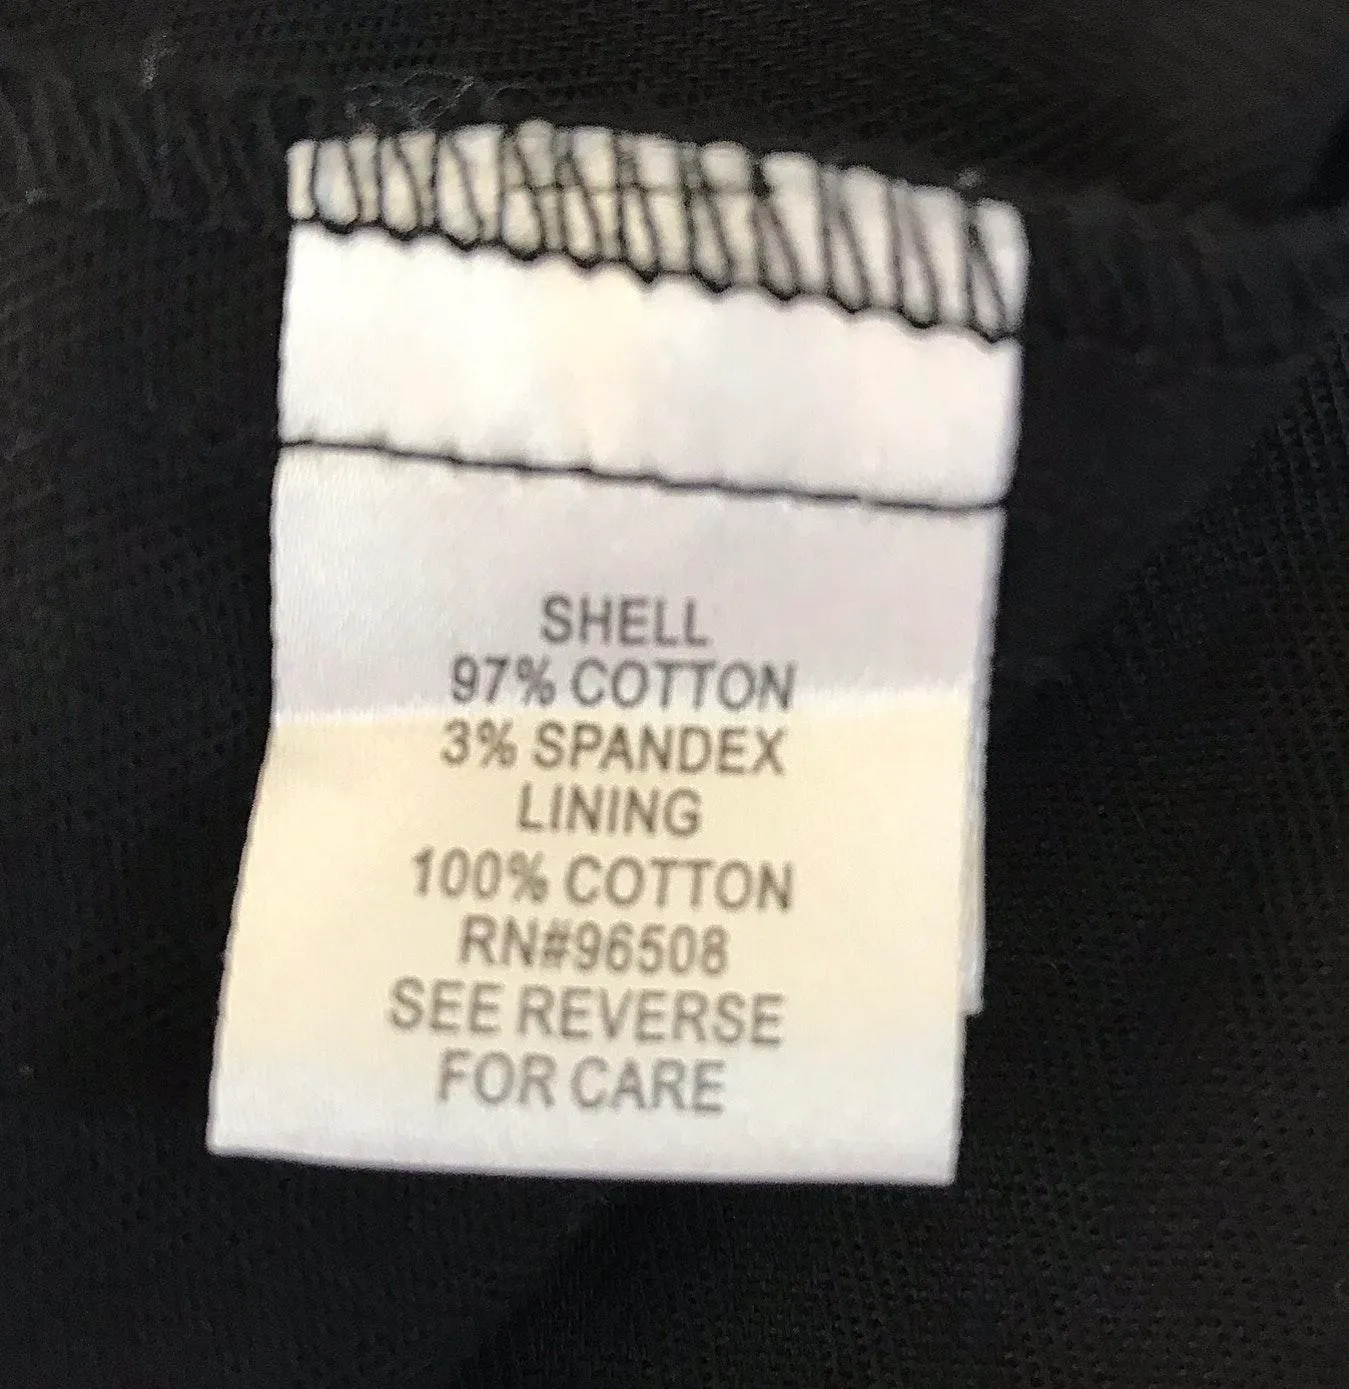 SHELL
97% COTTON
3% SPANDEX
LINING
100% COTTON
RN#96508
SEE REVERSE
FOR CARE